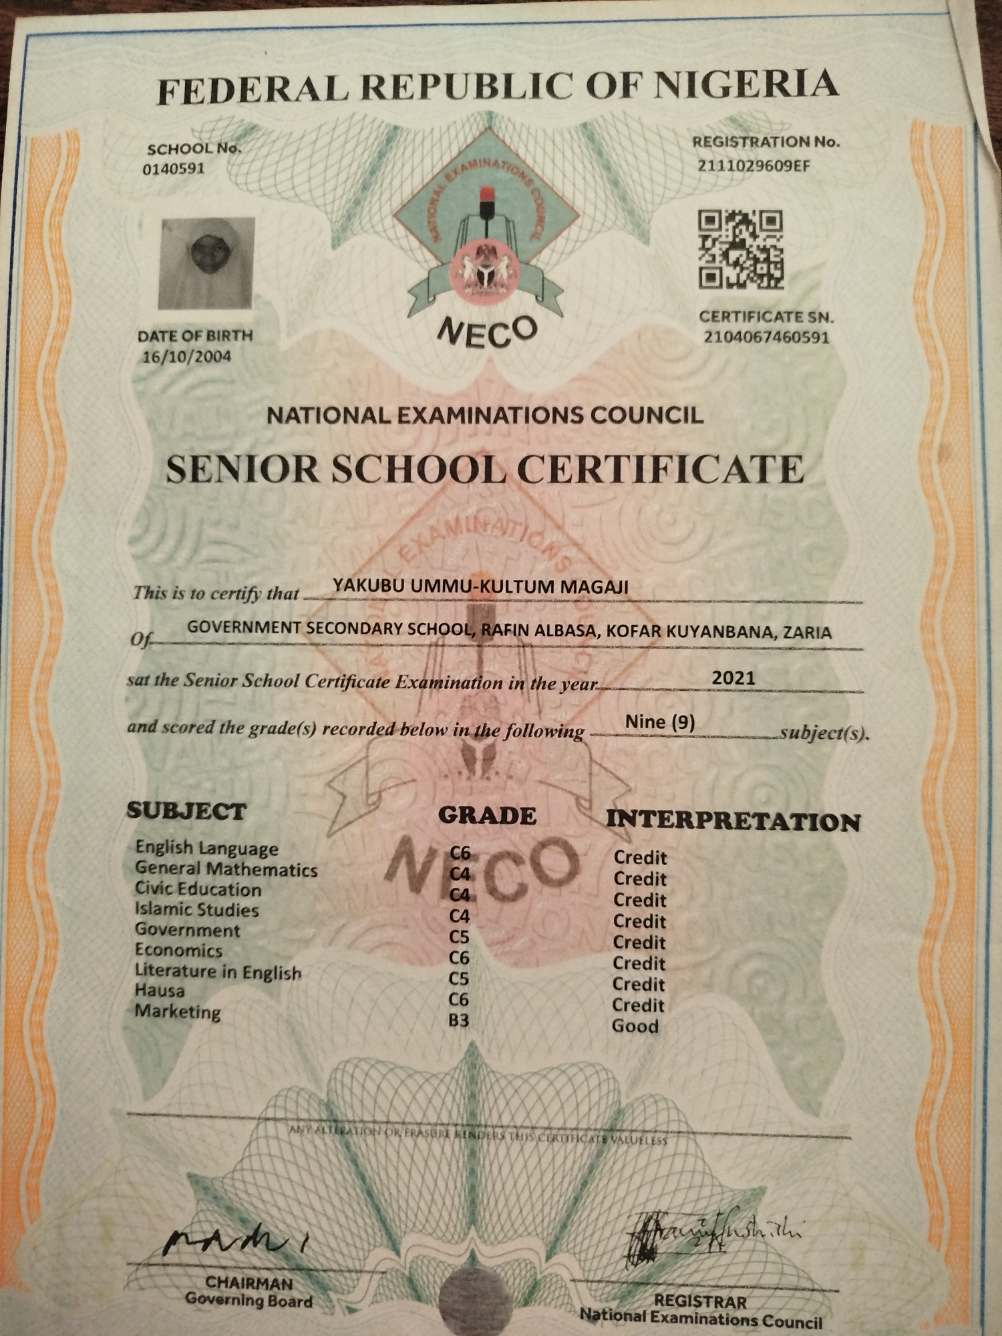 FEDERAL REPUBLIC OF NIGERIA
SCHOOL No.
0140591
REGISTRATION No.
2111029609EF
NATIONAL EXAMINATIONS COUNCIL
NECO
DATE OF BIRTH
16/10/2004
CERTIFICATE SN.
2104067460591
NATIONAL EXAMINATIONS COUNCIL
SENIOR SCHOOL CERTIFICATE
This is to certify that YAKUBU UMMU-KULTUM MAGAJI
Of GOVERNMENT SECONDARY SCHOOL, RAFIN ALBASA, KOFAR KUYANBANA, ZARIA
sat the Senior School Certificate Examination in the year 2021
and scored the grade(s) recorded below in the following Nine (9) subject(s).
SUBJECT GRADE INTERPRETATION
English Language C6 Credit
General Mathematics C4 Credit
Civic Education C4 Credit
Islamic Studies C4 Credit
Government C5 Credit
Economics C6 Credit
Literature in English C5 Credit
Hausa C6 Credit
Marketing B3 Good
NECO
ANY ALTERATION OR ERASURE RENDERS THIS CERTIFICATE VALUELESS
CHAIRMAN
Governing Board
REGISTRAR
National Examinations Council